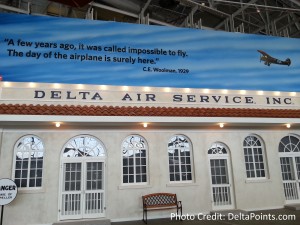 "A few years ago, it was called impossible to fly.
The day of the airplane is surely here."
C.E. Woolman, 1929
DELTA AIR SERVICE, INC.
DANGER
Photo Credit: DeltaPoints.com